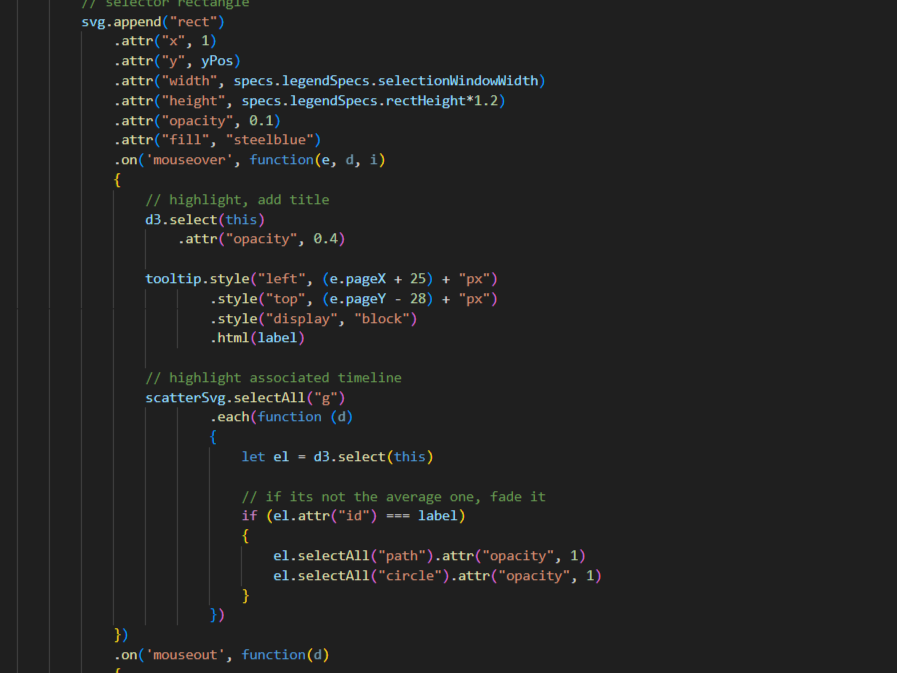 // selector rectangle
svg.append("rect")
.attr("x", 1)
.attr("y", yPos)
.attr("width", specs.legendSpecs.selectionWindowWidth)
.attr("height", specs.legendSpecs.rectHeight*1.2)
.attr("opacity", 0.1)
.attr("fill", "steelblue")
.on('mouseover', function(e, d, i)
{
// highlight, add title
d3.select(this)
.attr("opacity", 0.4)
tooltip.style("left", (e.pageX + 25) + "px")
.style("top", (e.pageY - 28) + "px")
.style("display", "block")
.html(label)
// highlight associated timeline
scatterSvg.selectAll("g")
.each(function (d)
{
let el = d3.select(this)
// if its not the average one, fade it
if (el.attr("id") === label)
{
el.selectAll("path").attr("opacity", 1)
el.selectAll("circle").attr("opacity", 1)
}
})
})
.on('mouseout', function(d)
{